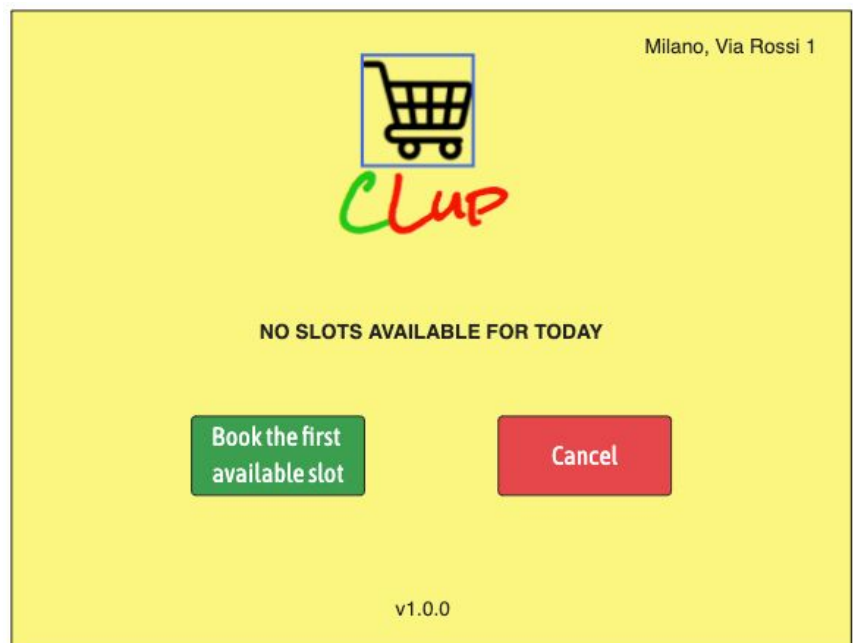 Milano, Via Rossi 1
CLup
NO SLOTS AVAILABLE FOR TODAY
Book the first
available slot
Cancel
v1.0.0